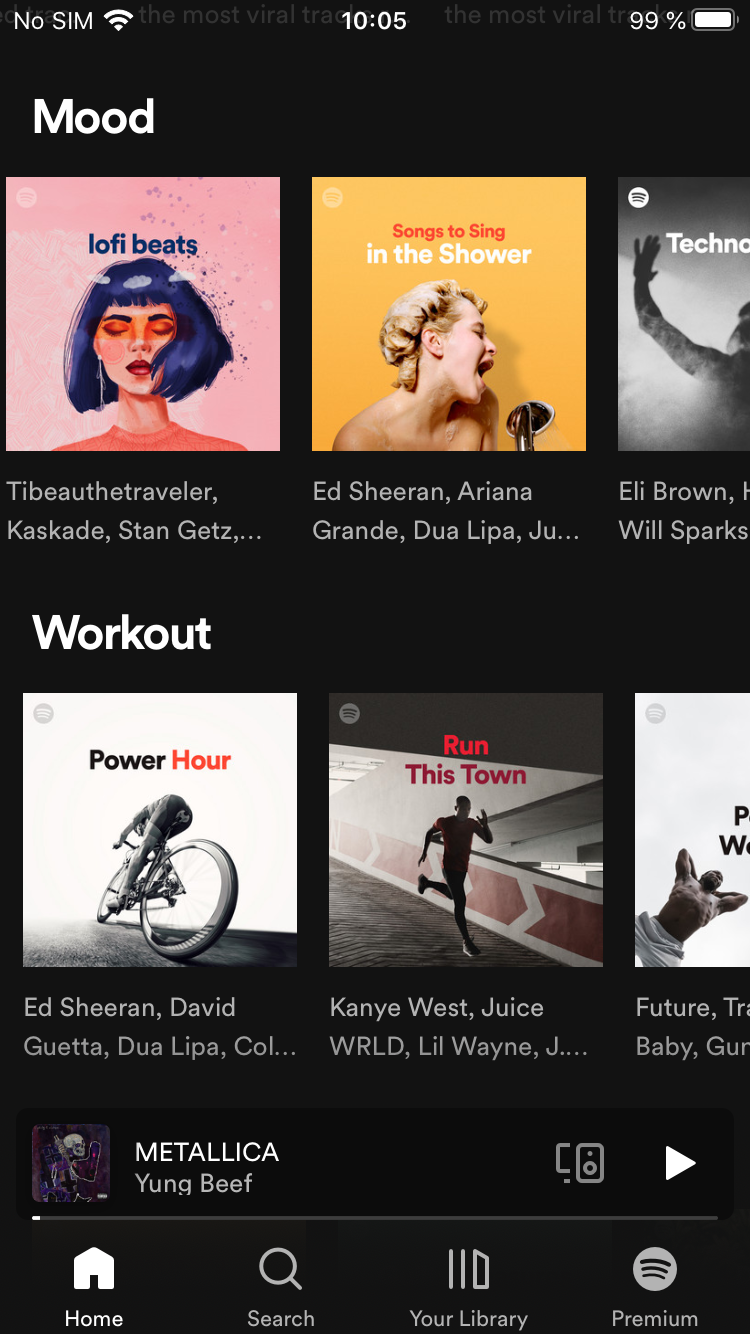 the most viral
the most viral
No SIM 10:05 99 %
Mood
lofi beats
Songs to Sing
in the Shower
Techno
Tibeauthetraveler,
Kaskade, Stan Getz,...
Ed Sheeran, Ariana
Grande, Dua Lipa, Ju...
Eli Brown, H
Will Sparks
Workout
Power Hour
Run
This Town
Ed Sheeran, David
Guetta, Dua Lipa, Col...
Kanye West, Juice
WRLD, Lil Wayne, J....
Future, Tra
Baby, Gun
METALLICA
Yung Beef
Home
Search
Your Library
Premium